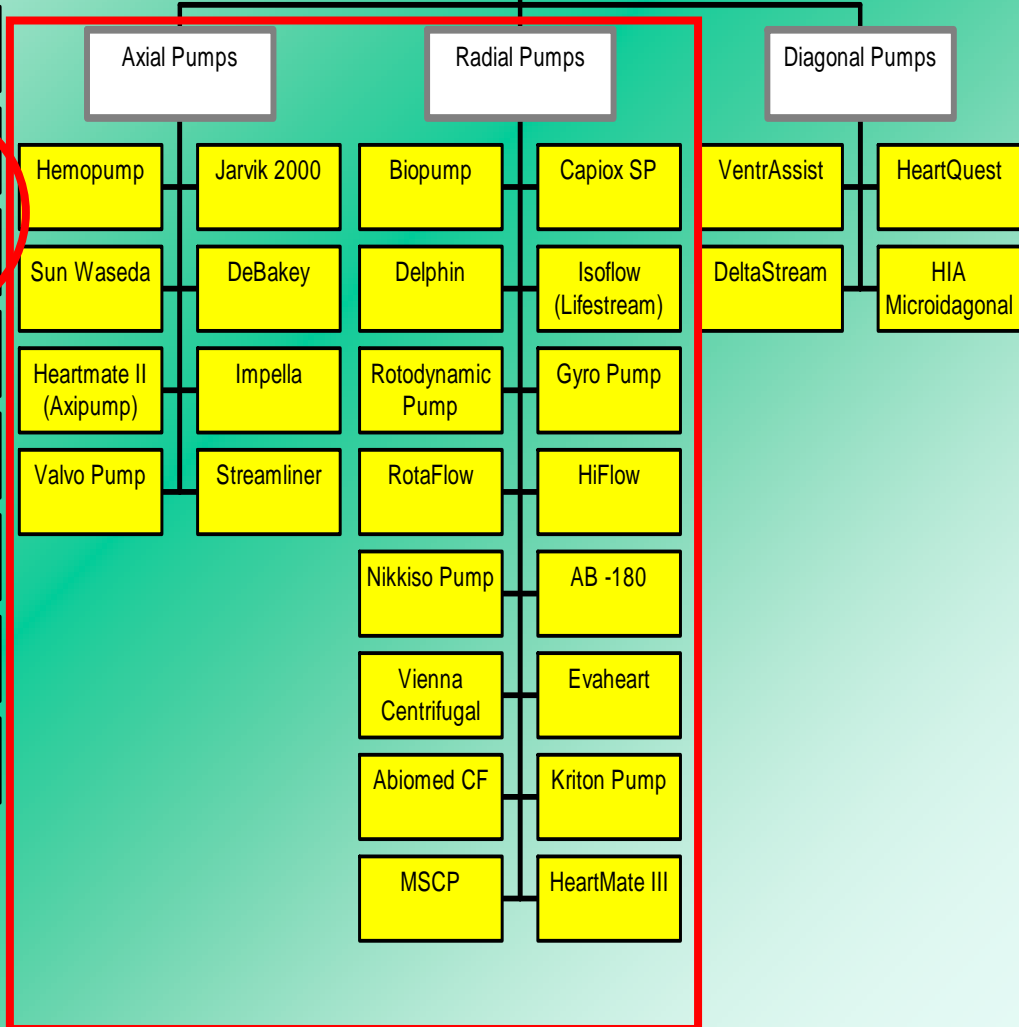 Axial Pumps
Radial Pumps
Diagonal Pumps
Hemopump
Jarvik 2000
Biopump
Capiox SP
VentrAssist
HeartQuest
Sun Waseda
DeBakey
Delphin
Isoflow
(Lifestream)
DeltaStream
HIA
Microidagonal
Heartmate II
(Axipump)
Impella
Rotodynamic
Pump
Gyro Pump
Valvo Pump
Streamliner
RotaFlow
HiFlow
Nikkiso Pump
AB -180
Vienna
Centrifugal
Evaheart
Abiomed CF
Kriton Pump
MSCP
HeartMate III